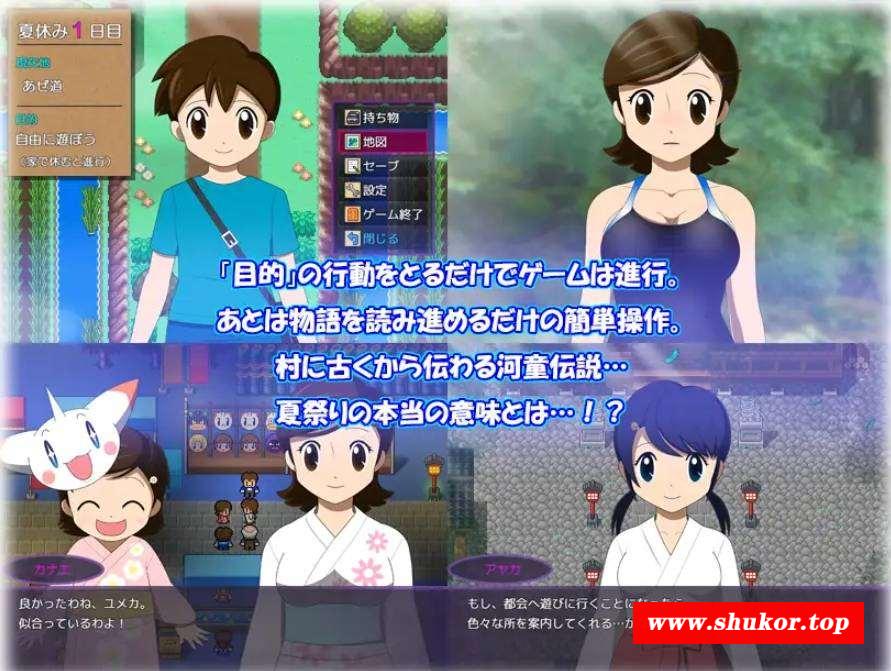 夏休み1日目
現在地
あぜ道
目的
自由に遊ぼう
(家で休むと進行)
持ち物
地図
セーブ
設定
ゲーム終了
閉じる
「目的」の行動をとるだけでゲームは進行。
あとは物語を読み進めるだけの簡単操作。
村に古くから伝わる河童伝説…
夏祭りの本当の意味とは…!?
カナエ
良かったわね、ユメカ。
似合っているわよ!
アヤカ
もし、都会へ遊びに行くことになったら
色々な所を案内してくれる…か
www.shukor.top